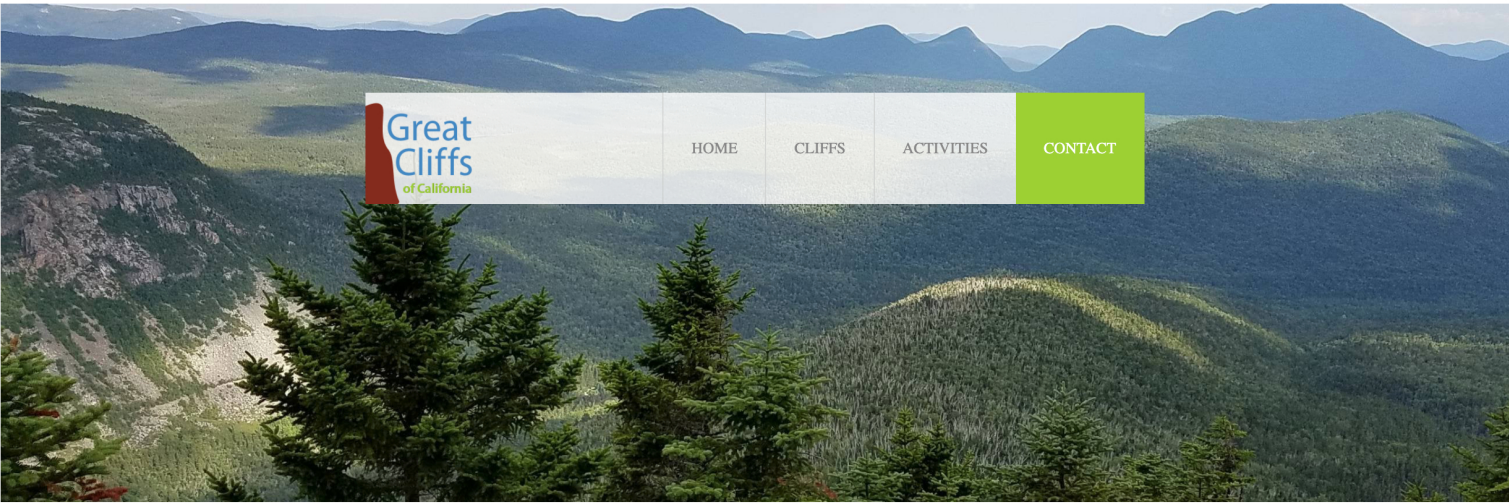 Great
Cliffs
of California
HOME
CLIFFS
ACTIVITIES
CONTACT